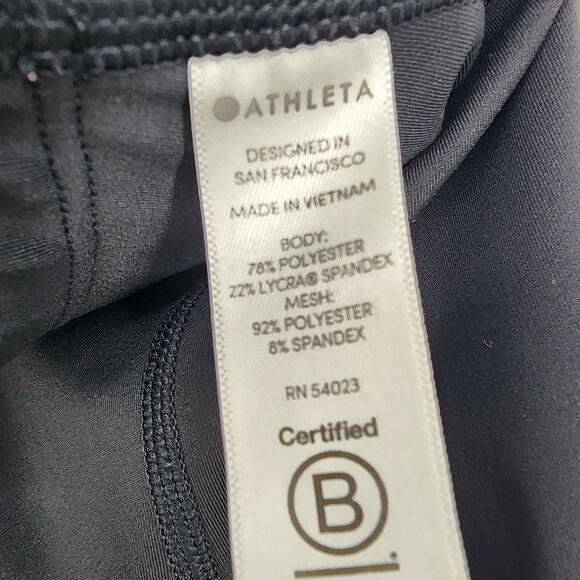 ATHLETA
DESIGNED IN
SAN FRANCISCO
MADE IN VIETNAM
BODY:
78% POLYESTER
22% LYCRA® SPANDEX
MESH:
92% POLYESTER
8% SPANDEX
RN 54023
Certified
B